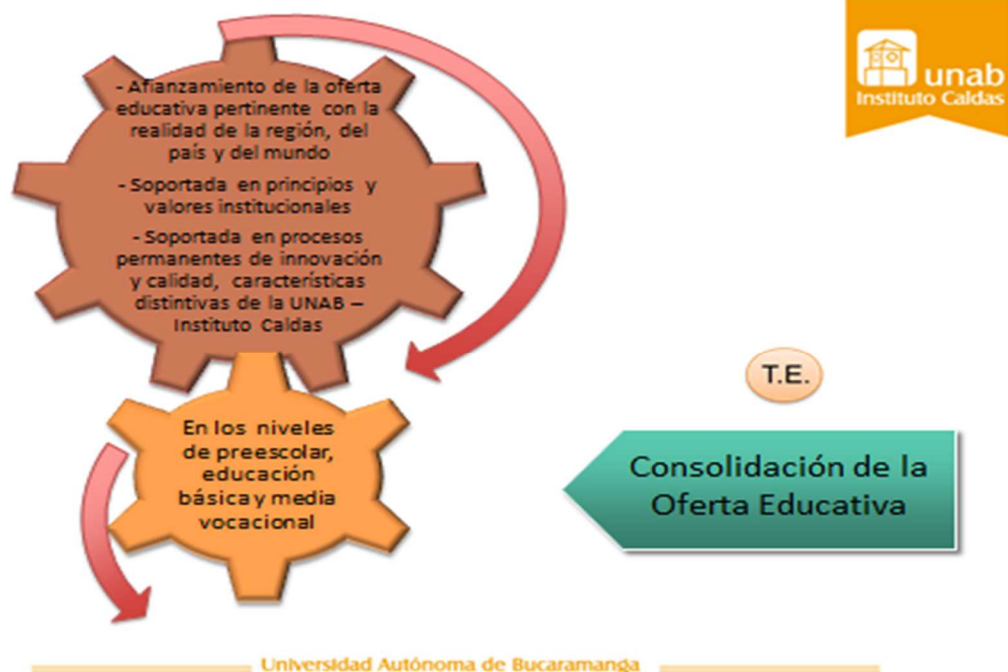 - Afianzamiento de la oferta
educativa pertinente con la
realidad de la región, del
país y del mundo
- Soportada en principios y
valores institucionales
- Soportada en procesos
permanentes de innovación
y calidad, características
distintivas de la UNAB –
Instituto Caldas
En los niveles
de preescolar,
educación
básica y media
vocacional
unab
Instituto Caldas
T.E.
Consolidación de la
Oferta Educativa
Universidad Autónoma de Bucaramanga